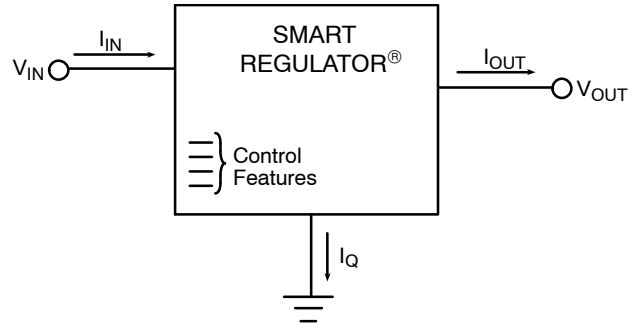 SMART
REGULATOR®
I_IN
V_IN
I_OUT
V_OUT
Control
Features
I_Q